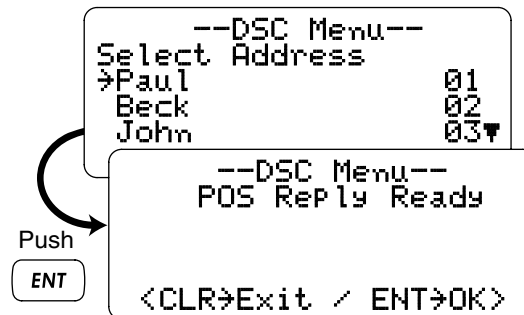 --DSC Menu--
Select Address
→Paul 01
Beck 02
John 03▼
--DSC Menu--
POS Reply Ready
Push
ENT
<CLR→Exit / ENT→OK>